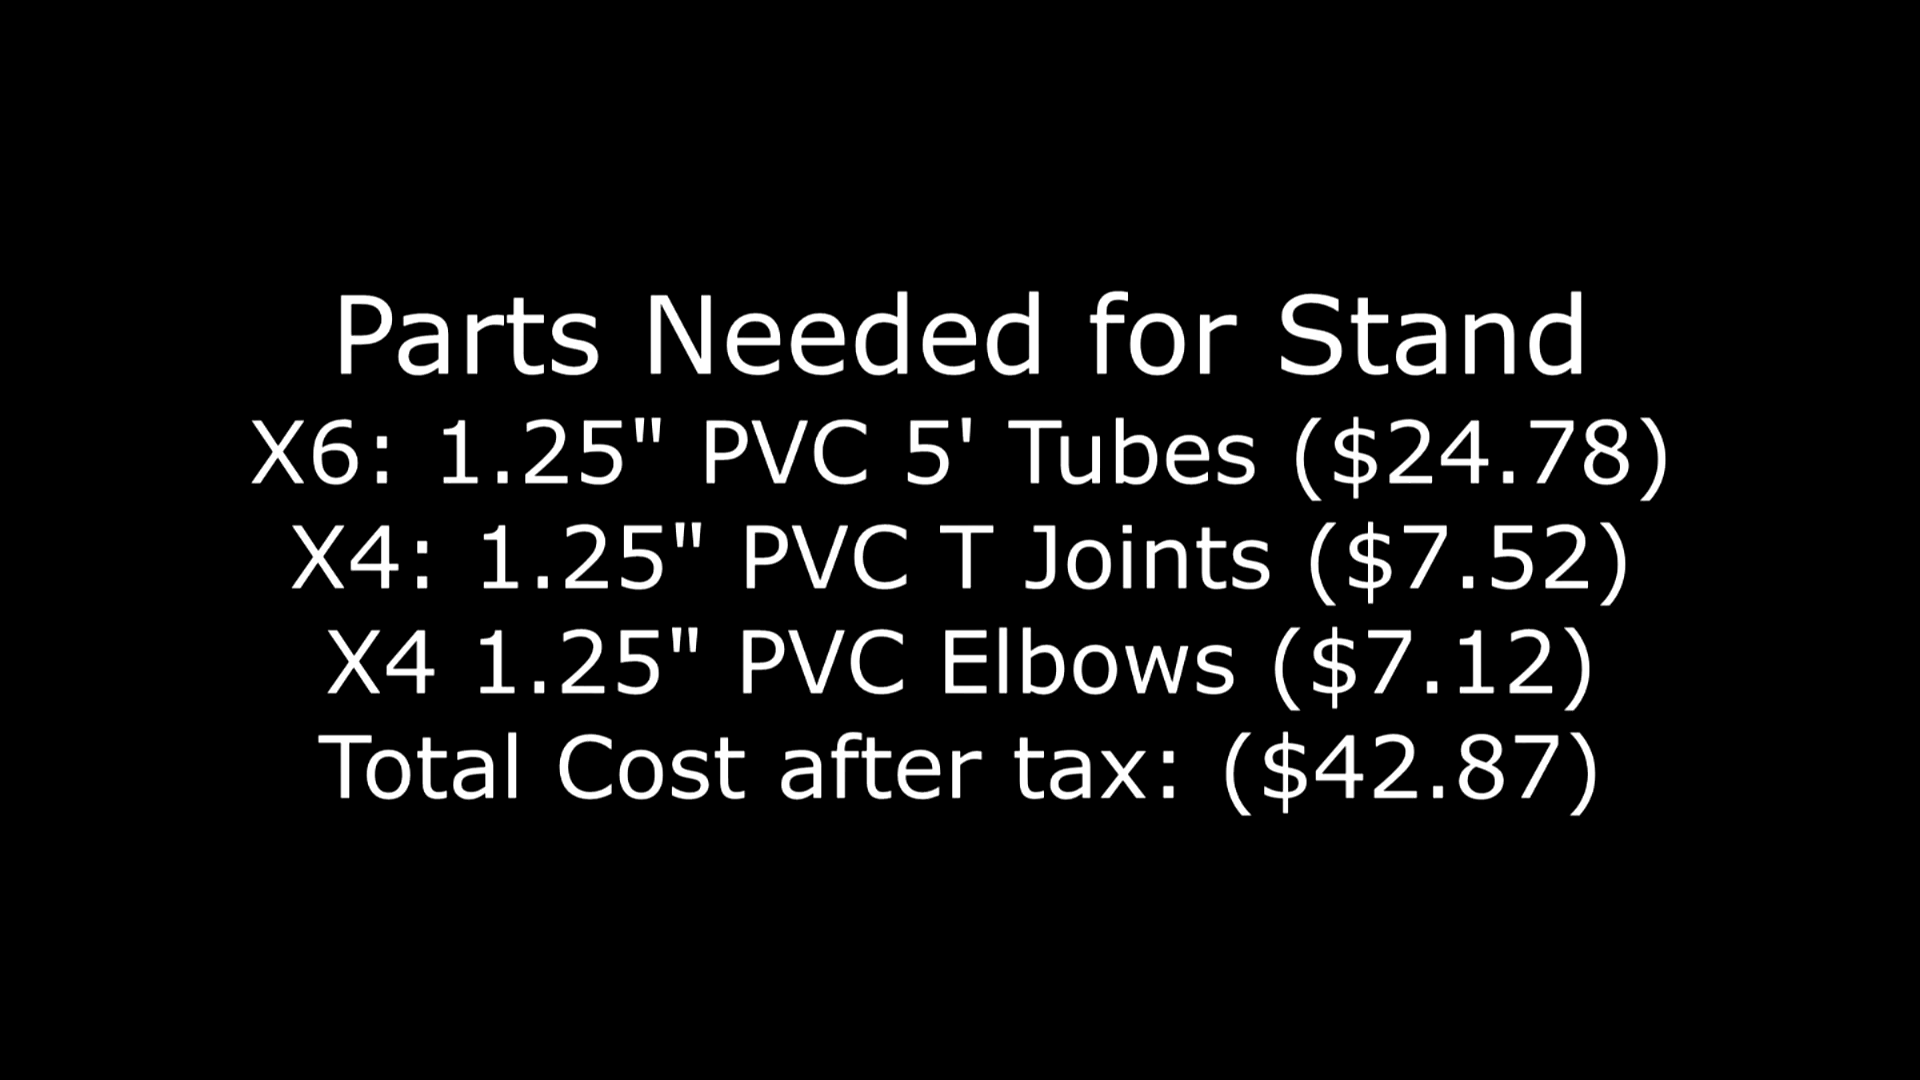 Parts Needed for Stand
X6: 1.25" PVC 5' Tubes ($24.78)
X4: 1.25" PVC T Joints ($7.52)
X4 1.25" PVC Elbows ($7.12)
Total Cost after tax: ($42.87)